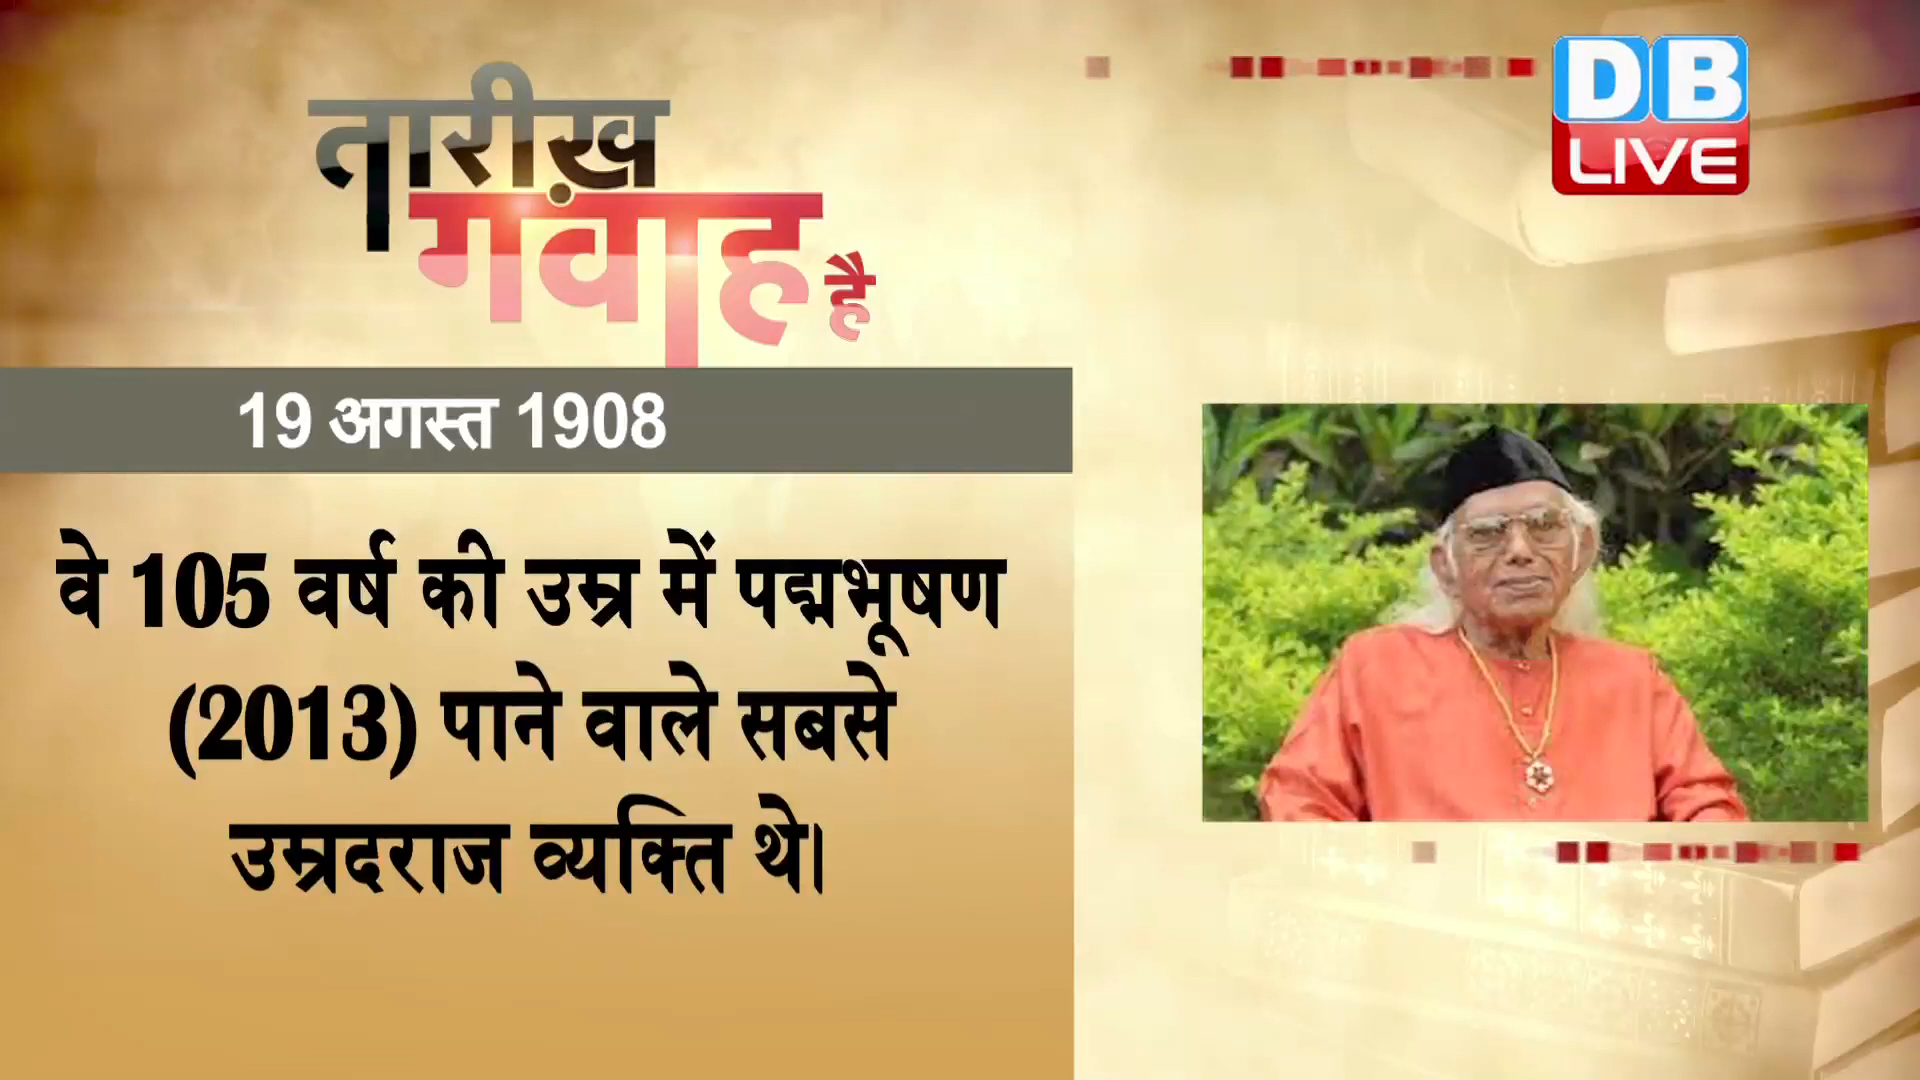 तारीख़
गवाह है
DB
LIVE
19 अगस्त 1908
वे 105 वर्ष की उम्र में पद्मभूषण
(2013) पाने वाले सबसे
उम्रदराज व्यक्ति थे।